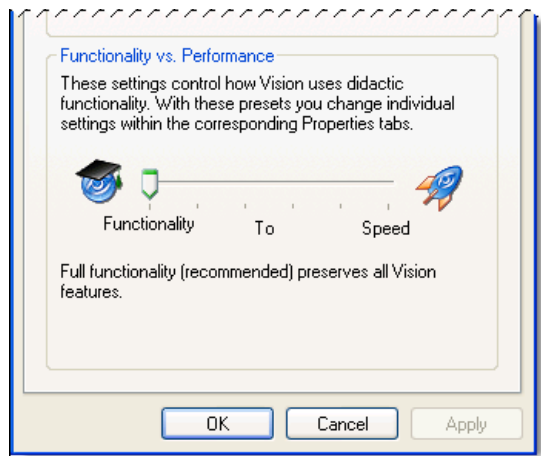 Functionality vs. Performance
These settings control how Vision uses didactic
functionality. With these presets you change individual
settings within the corresponding Properties tabs.
Functionality To Speed
Full functionality (recommended) preserves all Vision
features.
OK Cancel Apply